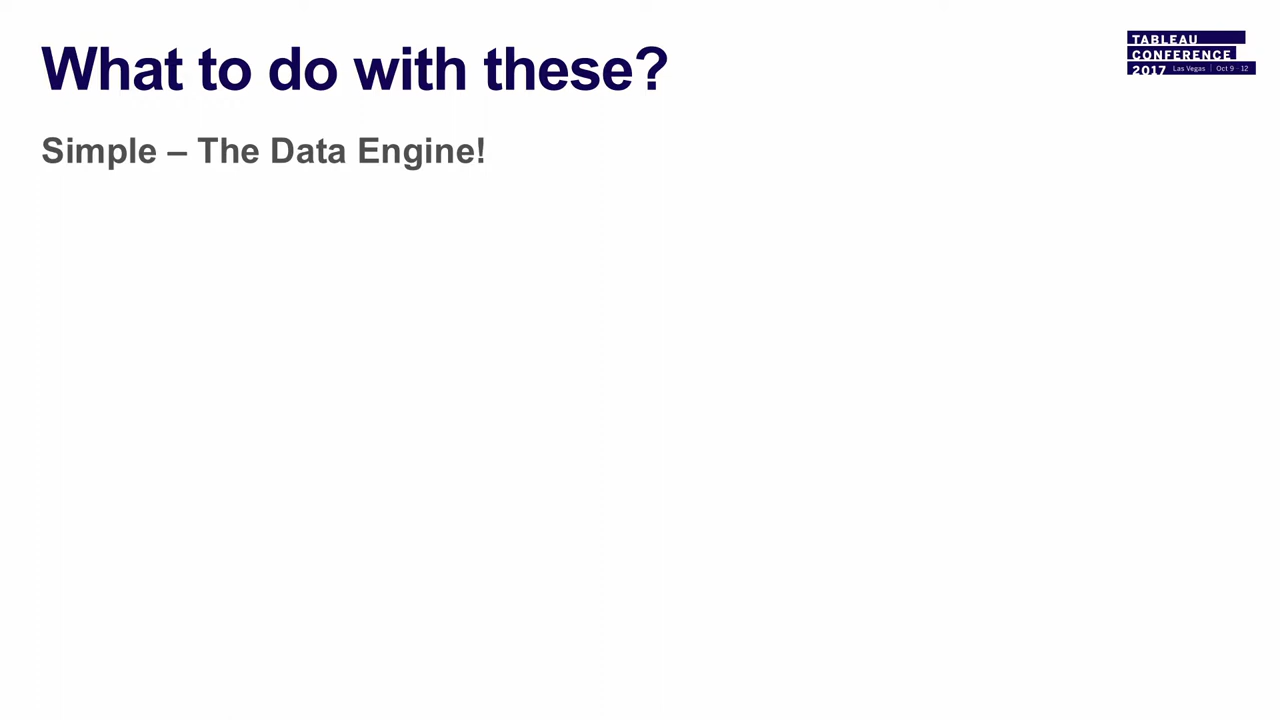 What to do with these?
TABLEAU
CONFERENCE
2017 Las Vegas | Oct 9 - 12
Simple – The Data Engine!